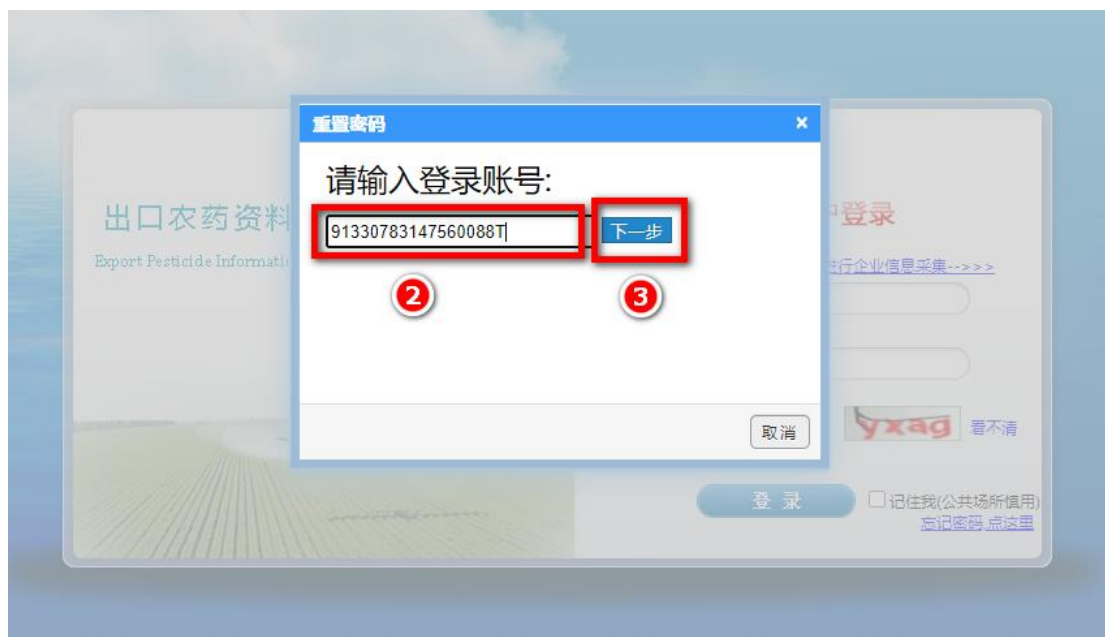 重置密码
×
请输入登录账号:
91330783147560088T
下一步
2
3
取消
出口农药资料
Export Pesticide Informati
登录
行企业信息采集-->>>
yxag
看不清
登 录
记住我(公共场所慎用)
忘记密码,点这里